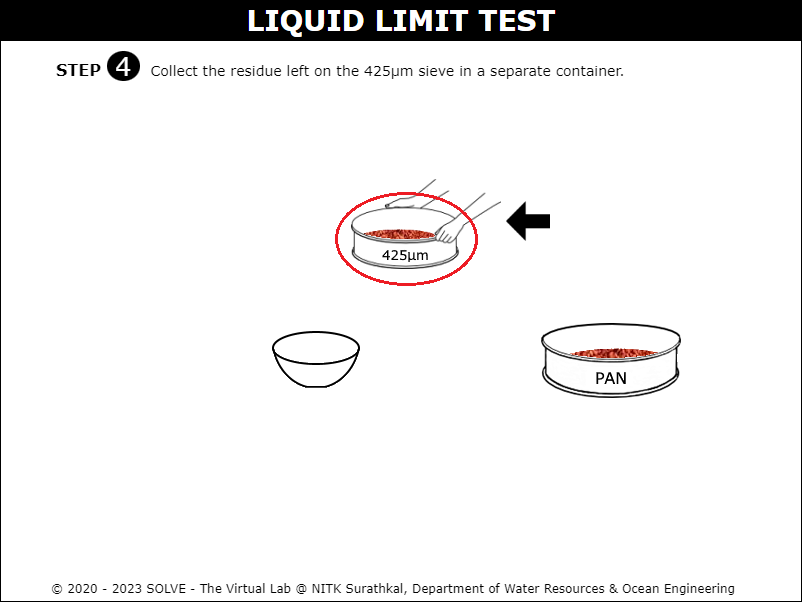 LIQUID LIMIT TEST
STEP 4 Collect the residue left on the 425μm sieve in a separate container.
425μm
PAN
© 2020 - 2023 SOLVE - The Virtual Lab @ NITK Surathkal, Department of Water Resources & Ocean Engineering